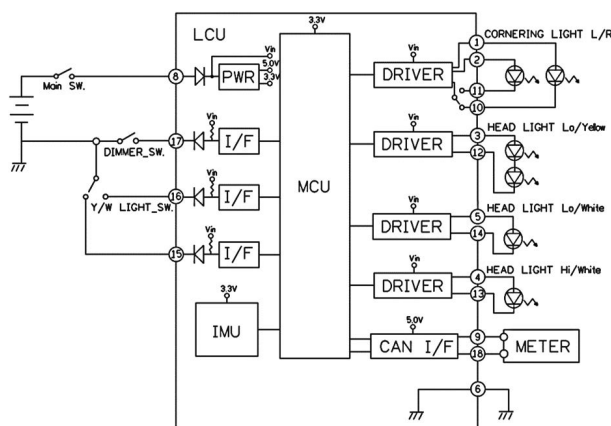 3.3V
LCU
CORNERING LIGHT L/R
Vin
5.0V
3.3V
Vin
1
8
PWR
DRIVER
2
Main SW.
11
10
Vin
HEAD LIGHT Lo/Yellow
Vin
3
17
I/F
DRIVER
12
DIMMER_SW.
MCU
Vin
16
I/F
Y/W LIGHT_SW.
HEAD LIGHT Lo/White
Vin
5
DRIVER
14
Vin
15
I/F
HEAD LIGHT Hi/White
Vin
4
DRIVER
13
3.3V
IMU
5.0V
9
CAN I/F
METER
18
6